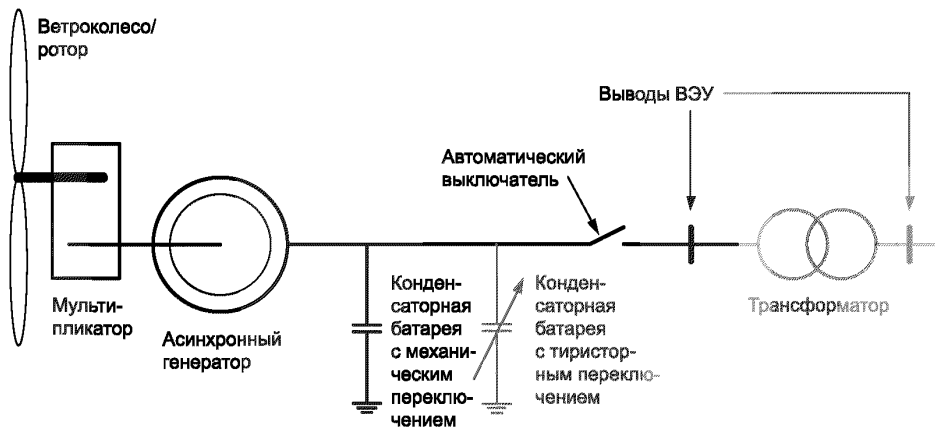 Ветроколесо/
ротор
Выводы ВЭУ
Автоматический
выключатель
Мульти-
пликатор
Асинхронный
генератор
Конден-
саторная
батарея
с механи-
ческим
переклю-
чением
Конден-
саторная
батарея
с тиристор-
ным переклю-
чением
Трансформатор